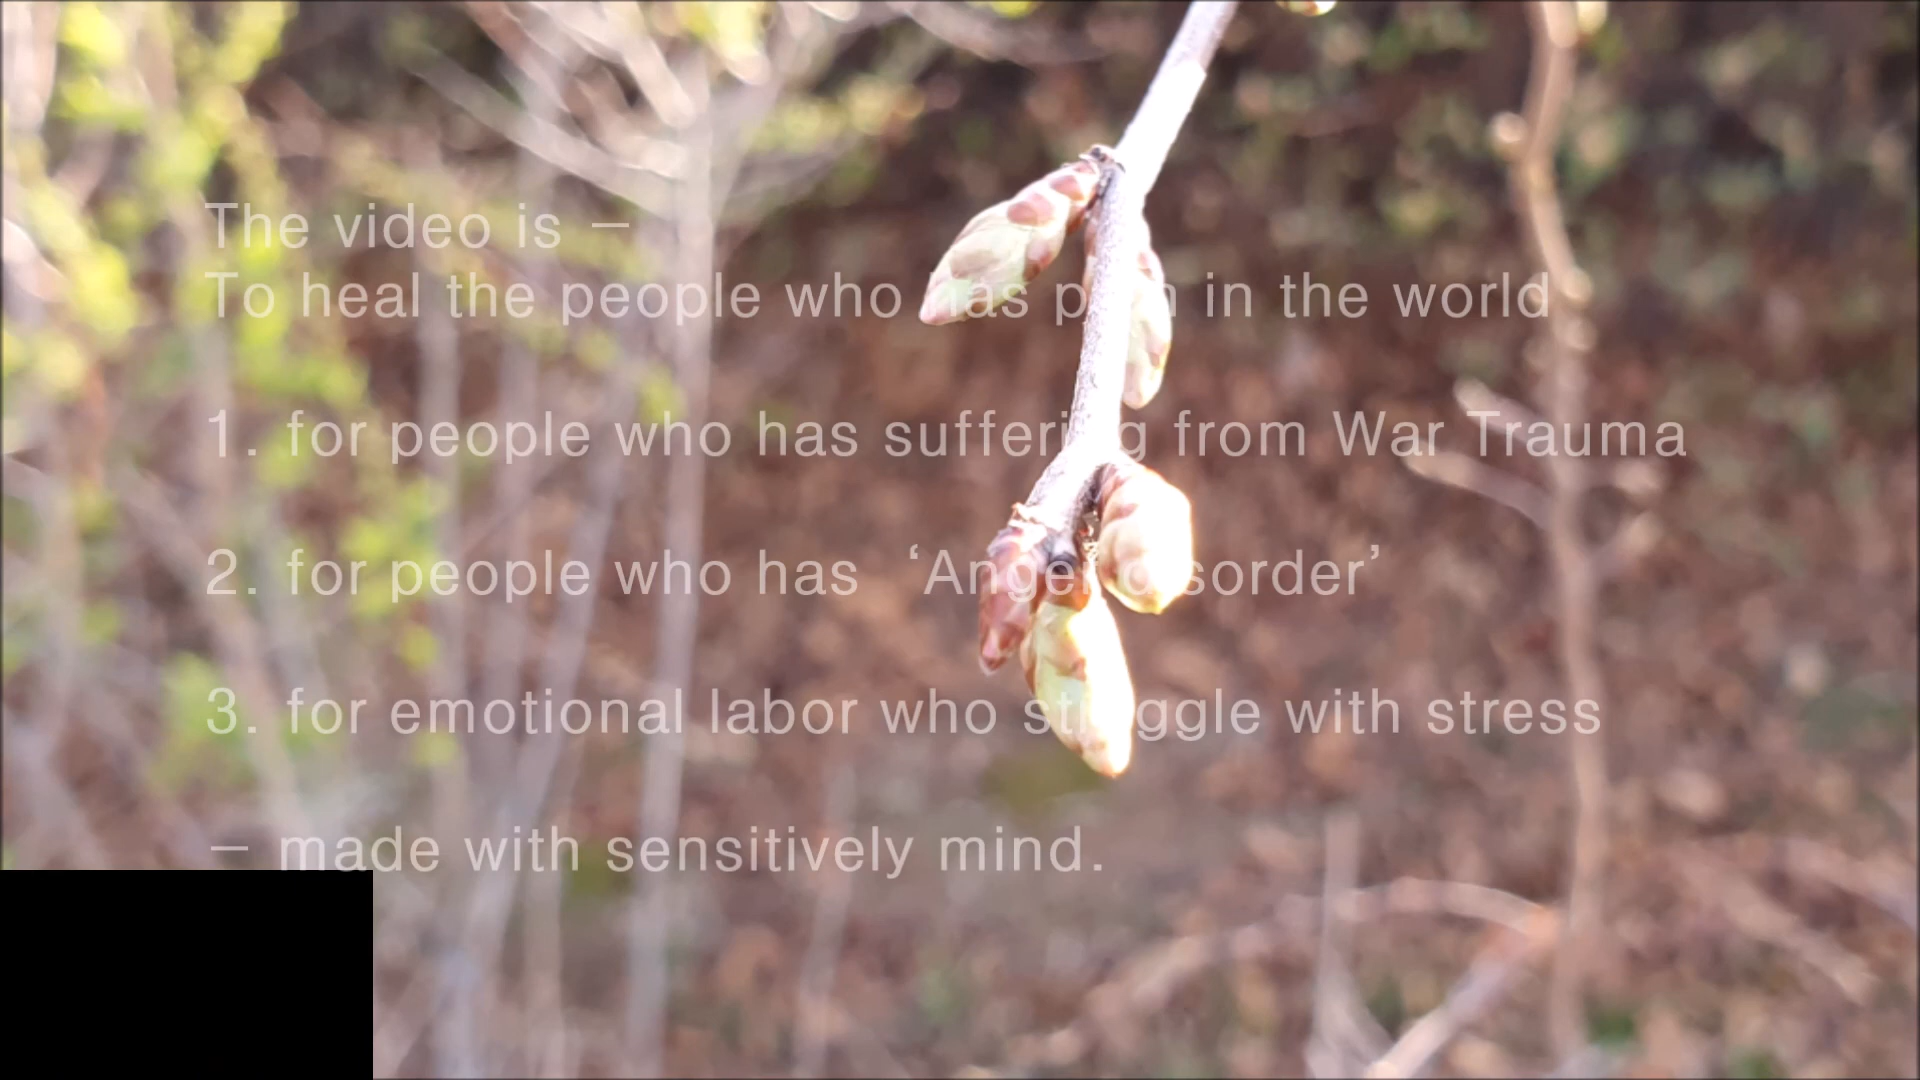 The video is –
To heal the people who has pain in the world
1. for people who has suffering from War Trauma
2. for people who has ‘Anger disorder’
3. for emotional labor who struggle with stress
– made with sensitively mind.